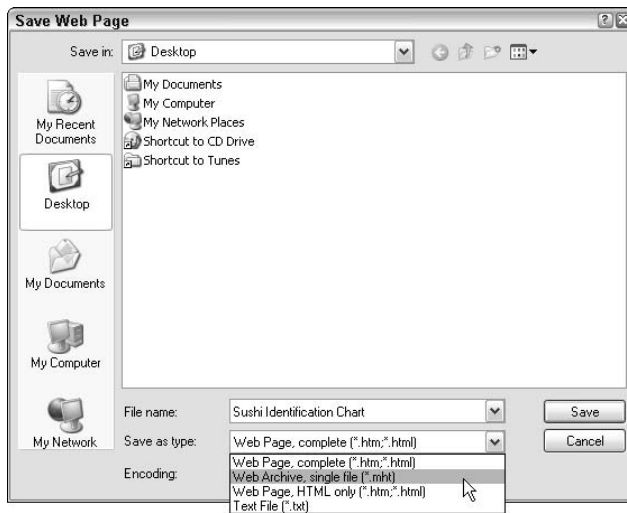 Save Web Page
Save in: Desktop
My Recent Documents
Desktop
My Documents
My Computer
My Network
My Documents
My Computer
My Network Places
Shortcut to CD Drive
Shortcut to Tunes
File name: Sushi Identification Chart Save
Save as type: Web Page, complete (*.htm;*.html) Cancel
Encoding:
Web Page, complete (*.htm;*.html)
Web Archive, single file (*.mht)
Web Page, HTML only (*.htm;*.html)
Text File (*.txt)